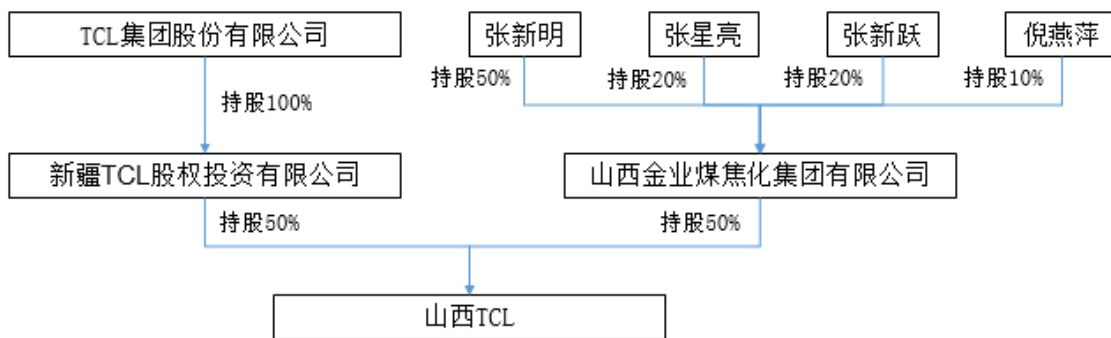 TCL集团股份有限公司
张新明
张星亮
张新跃
倪燕萍
持股50%
持股20%
持股20%
持股10%
持股100%
新疆TCL股权投资有限公司
山西金业煤焦化集团有限公司
持股50%
持股50%
山西TCL